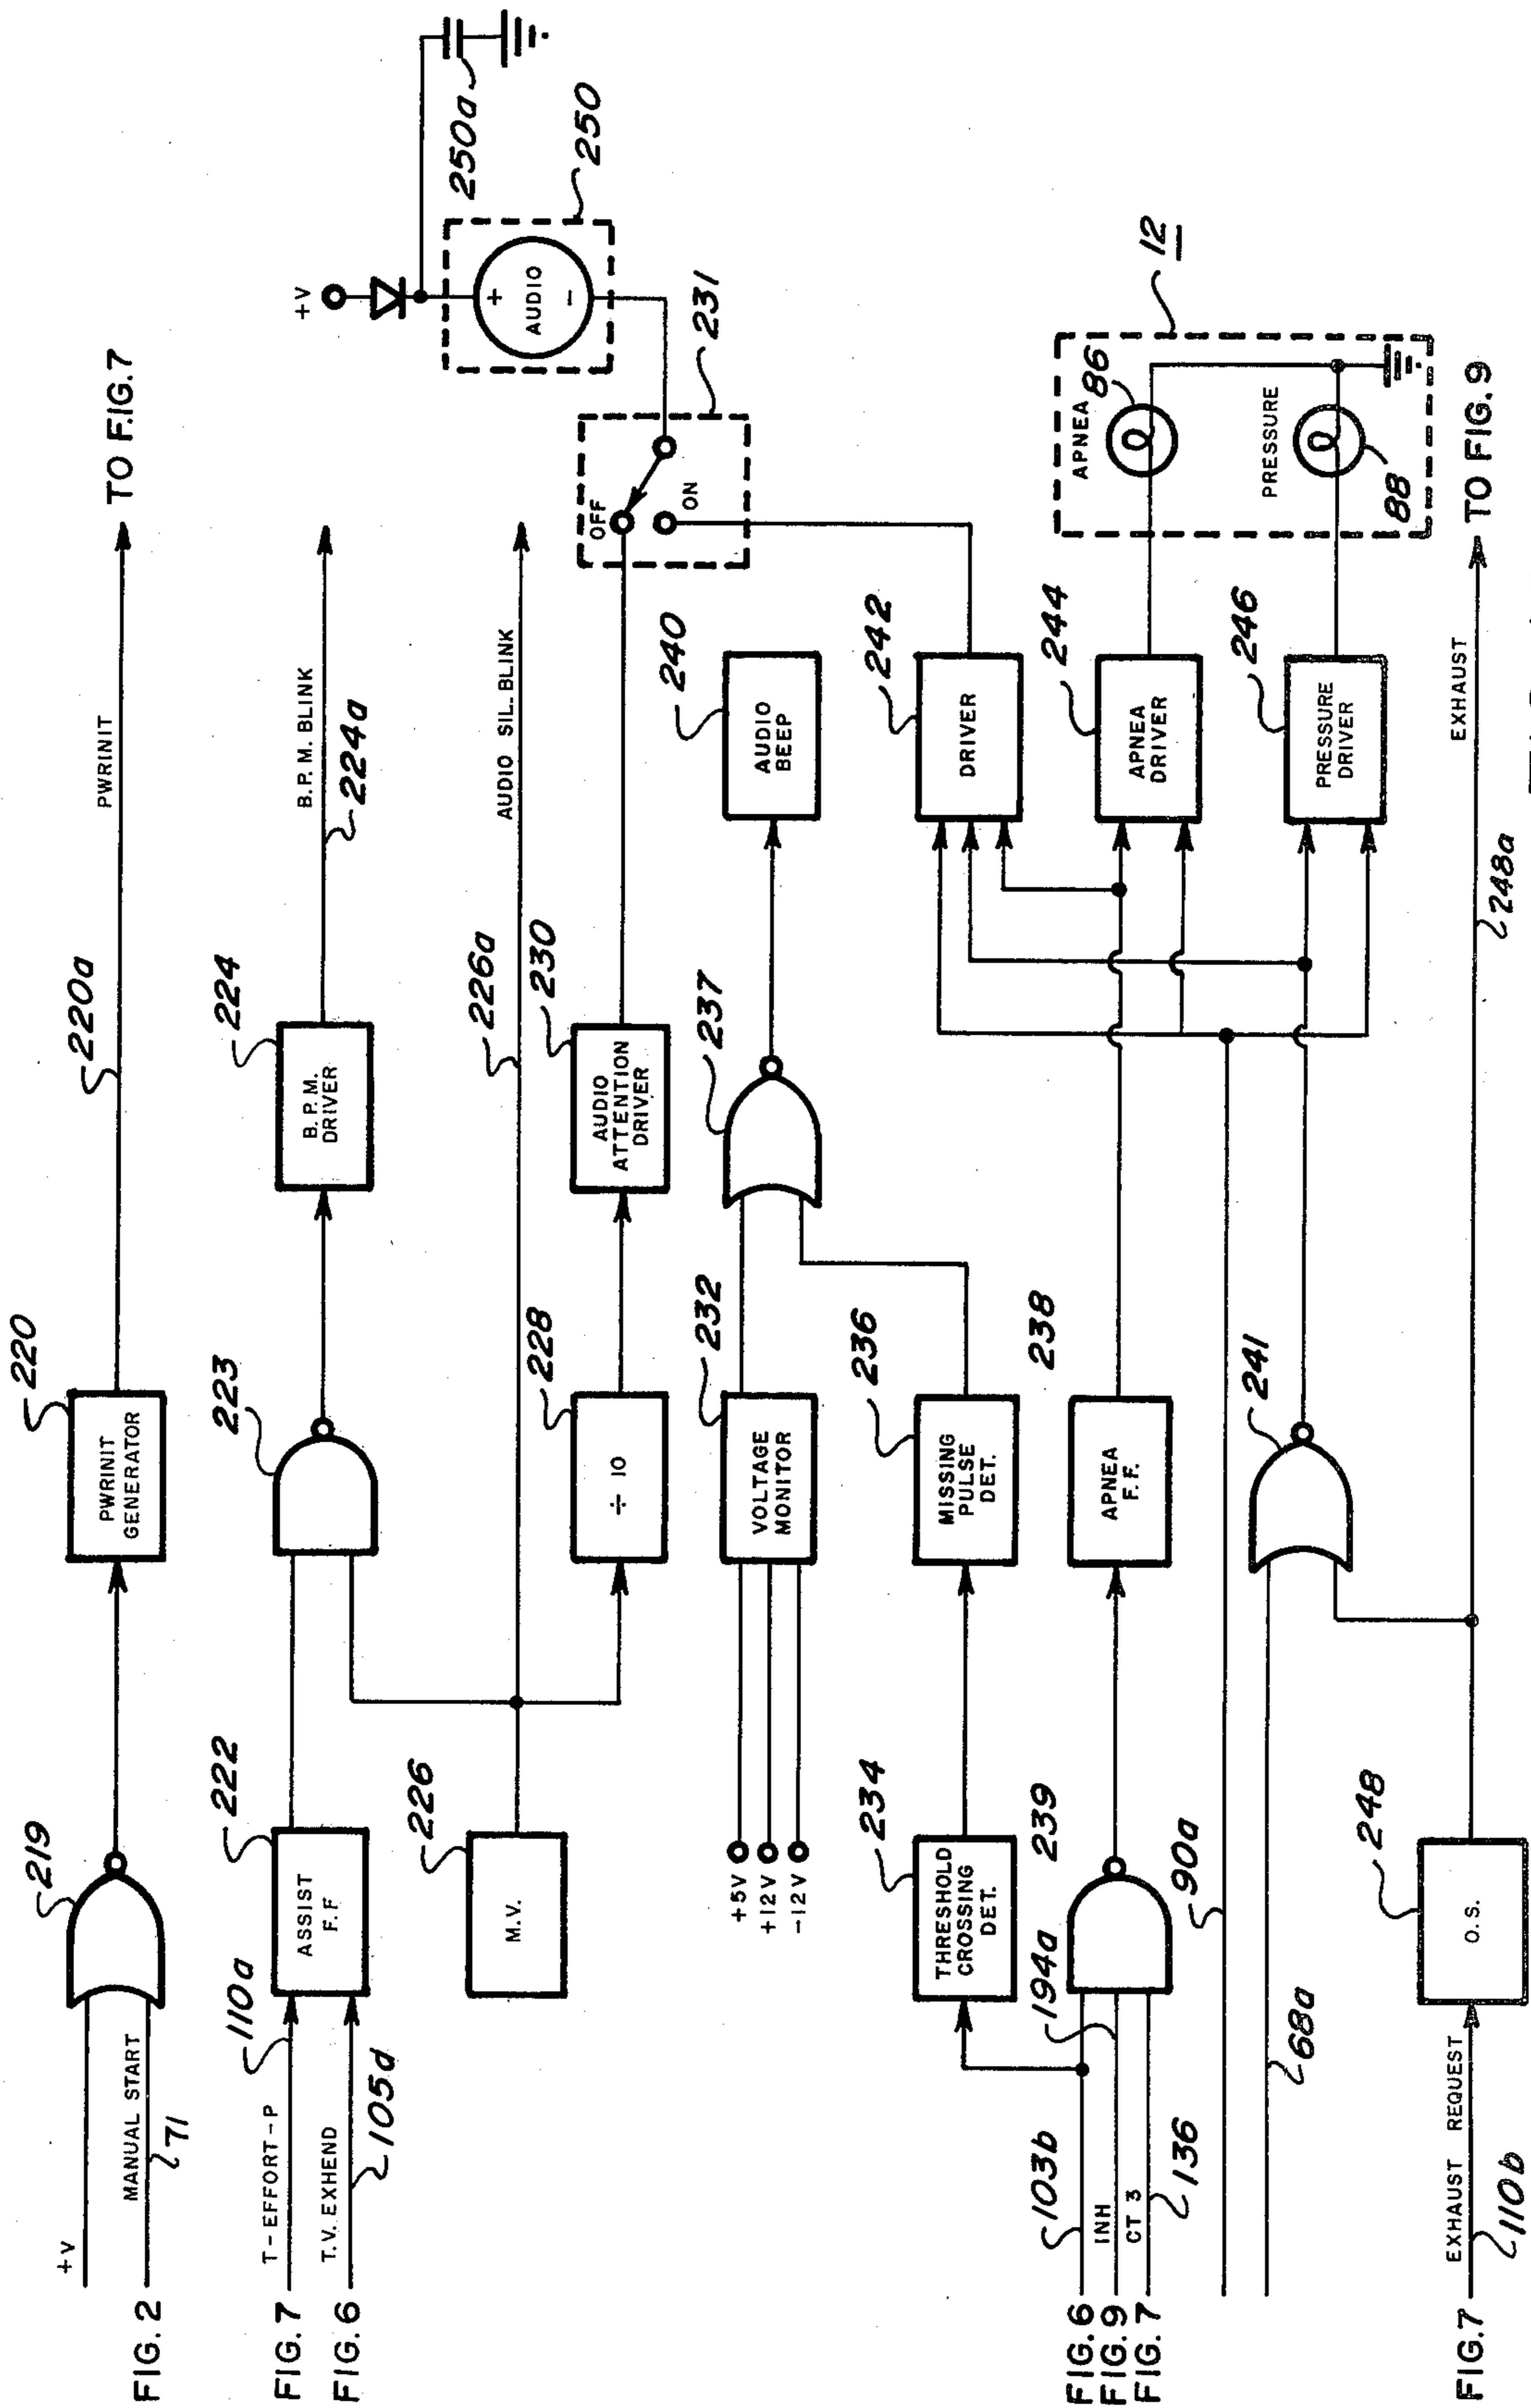 FIG. 2
+V
MANUAL START
71
219
220
PWRINIT
GENERATOR
220a
PWRINIT
TO FIG.7
FIG. 7
T-EFFORT-P
110a
FIG. 6
T.V. EXHEND
105d
222
ASSIST
F.F
223
224
B.P.M.
DRIVER
B.P.M. BLINK
224a
226
M.V.
226a
AUDIO SIL. BLINK
228
÷ 10
230
AUDIO
ATTENTION
DRIVER
OFF
ON
231
+V
+
AUDIO
−
250
250a
+5V
+12V
-12V
232
VOLTAGE
MONITOR
237
240
AUDIO
BEEP
234
THRESHOLD
CROSSING
DET.
236
MISSING
PULSE
DET.
242
DRIVER
FIG. 6
103b
FIG. 9
INH
194a
FIG. 7
CT 3
136
239
238
APNEA
F.F.
244
APNEA
DRIVER
APNEA
86
12
90a
68a
241
246
PRESSURE
DRIVER
PRESSURE
88
FIG.7
EXHAUST REQUEST
110b
248
O.S.
EXHAUST
248a
TO FIG. 9